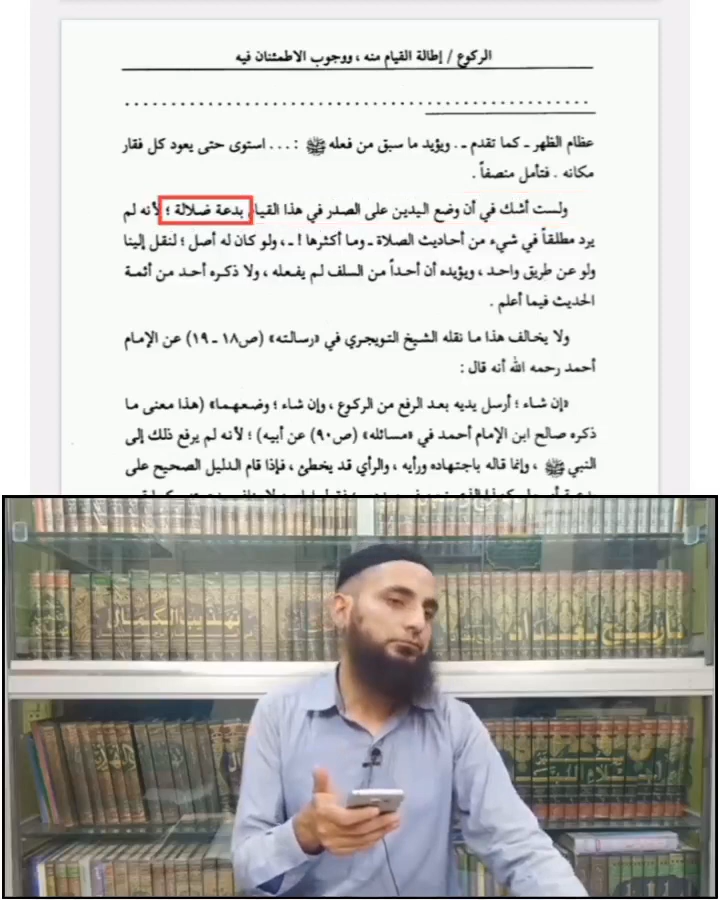 الركوع / إطالة القيام منه ، ووجوب الاطمئنان فيه
عظام الظهر ـ كما تقدم ـ . ويؤيد ما سبق من فعله ﷺ : . . . استوى حتى يعود كل فقار
مكانه . فتأمل منصفاً .
ولست أشك في أن وضع اليدين على الصدر في هذا القيام بدعة ضلالة ؛ لأنه لم
يرد مطلقاً في شيء من أحاديث الصلاة ـ وما أكثرها ! ـ ، ولو كان له أصل ؛ لنقل إلينا
ولو عن طريق واحد ، ويؤيده أن أحداً من السلف لم يفعله ، ولا ذكره أحد من أئمة
الحديث فيما أعلم .
ولا يخالف هذا ما نقله الشيخ التويجري في «رسالته» (ص١٨ ـ ١٩) عن الإمام
أحمد رحمه الله أنه قال :
«إن شاء ؛ أرسل يديه بعد الرفع من الركوع ، وإن شاء ؛ وضعهما» (هذا معنى ما
ذكره صالح ابن الإمام أحمد في «مسائله» (ص٩٠) عن أبيه) ؛ لأنه لم يرفع ذلك إلى
النبي ﷺ ، وإنما قاله باجتهاده ورأيه ، والرأي قد يخطئ ، فإذا قام الدليل الصحيح على
تهذيب الكمال
تاريخ بغداد